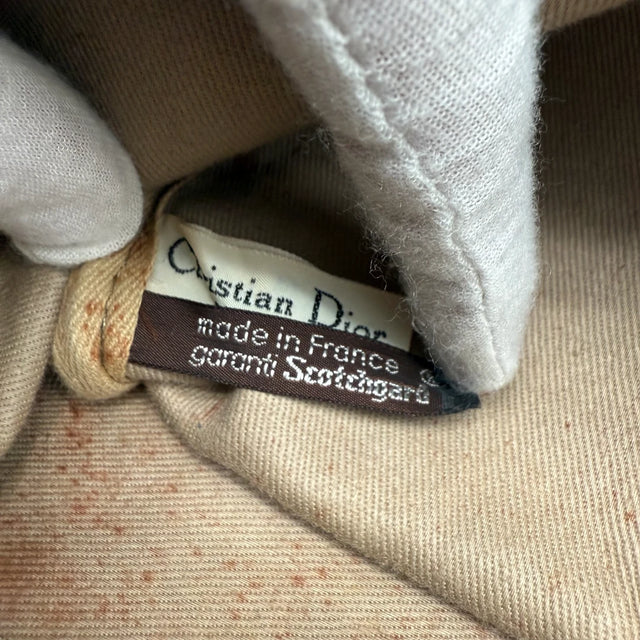 Christian Dior
made in France
garanti Scotchgard